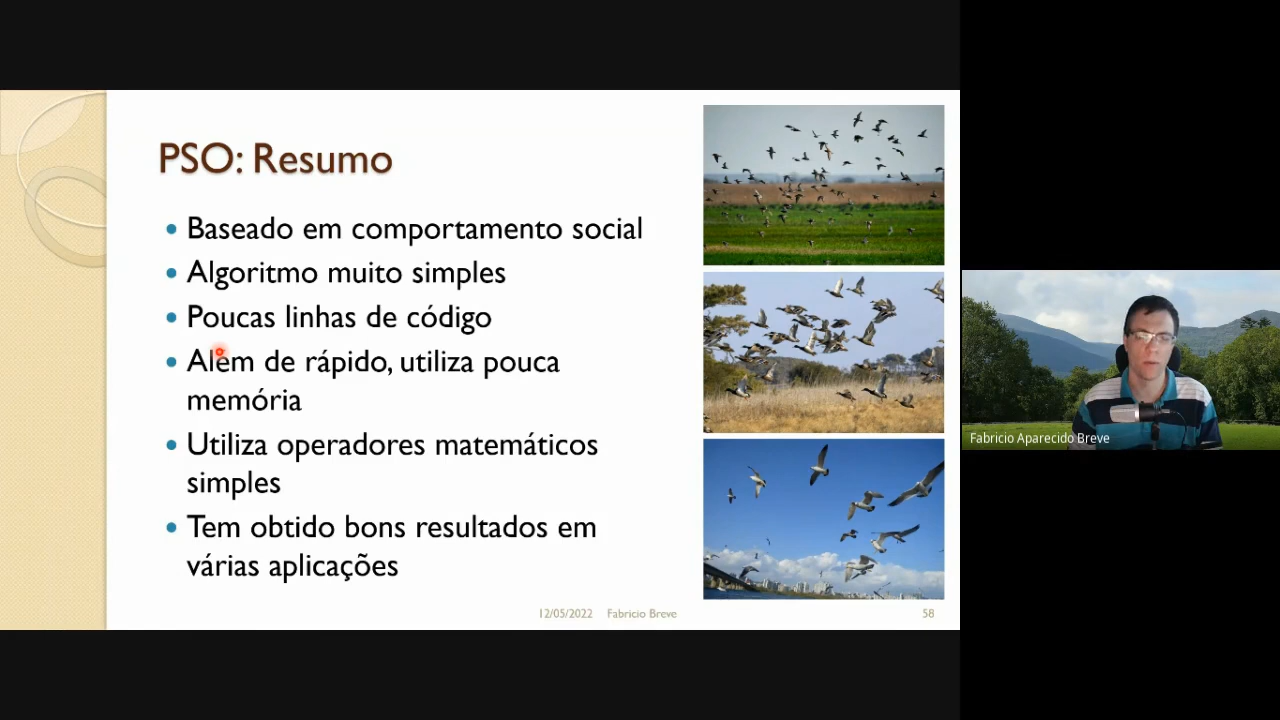 PSO: Resumo
Baseado em comportamento social
Algoritmo muito simples
Poucas linhas de código
Além de rápido, utiliza pouca
memória
Utiliza operadores matemáticos
simples
Tem obtido bons resultados em
várias aplicações
12/05/2022 Fabricio Breve 58
Fabricio Aparecido Breve